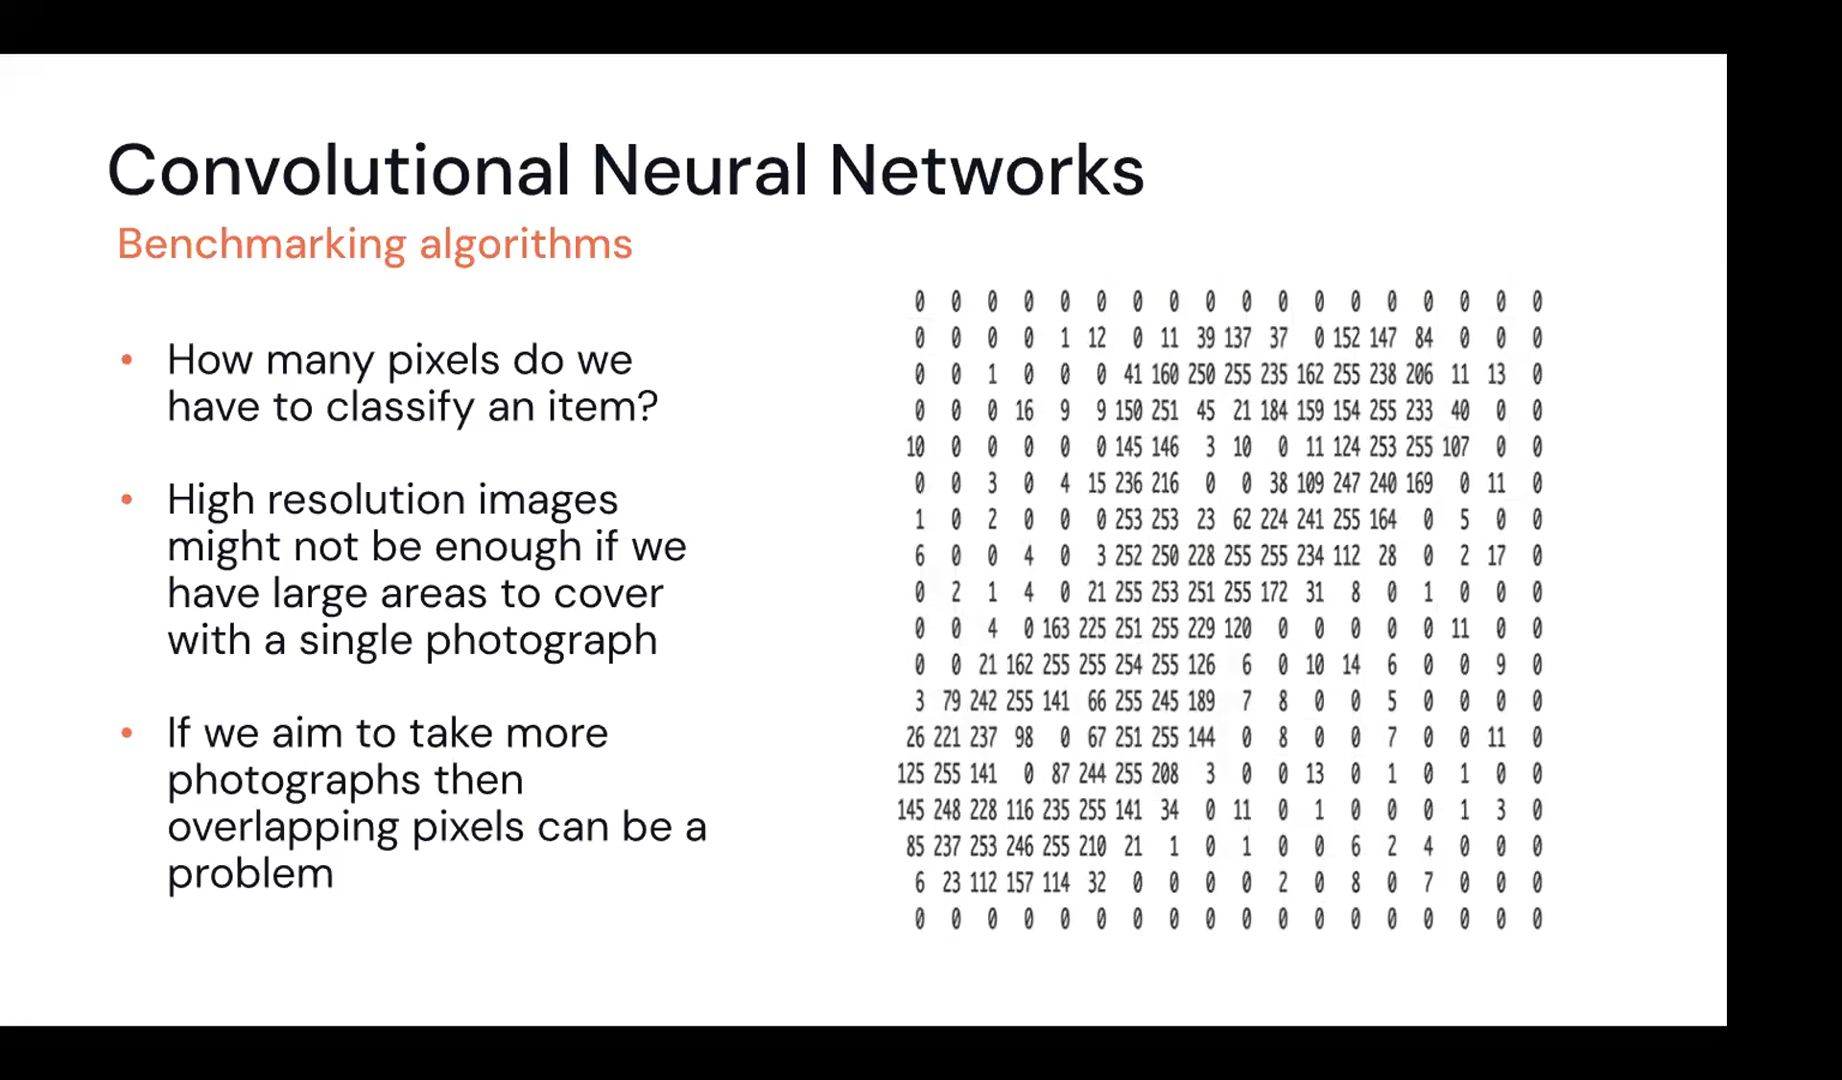 Convolutional Neural Networks
Benchmarking algorithms
• How many pixels do we
have to classify an item?
• High resolution images
might not be enough if we
have large areas to cover
with a single photograph
• If we aim to take more
photographs then
overlapping pixels can be a
problem
0 0 0 0 0 0 0 0 0 0 0 0 0 0 0 0 0 0
0 0 0 0 1 12 0 11 39 137 37 0 152 147 84 0 0 0
0 0 1 0 0 0 41 160 250 255 235 162 255 238 206 11 13 0
0 0 0 16 9 9 150 251 45 21 184 159 154 255 233 40 0 0
10 0 0 0 0 0 145 146 3 10 0 11 124 253 255 107 0 0
0 0 3 0 4 15 236 216 0 0 38 109 247 240 169 0 11 0
1 0 2 0 0 0 253 253 23 62 224 241 255 164 0 5 0 0
6 0 0 4 0 3 252 250 228 255 255 234 112 28 0 2 17 0
0 2 1 4 0 21 255 253 251 255 172 31 8 0 1 0 0 0
0 0 4 0 163 225 251 255 229 120 0 0 0 0 0 11 0 0
0 0 21 162 255 255 254 255 126 6 0 10 14 6 0 0 9 0
3 79 242 255 141 66 255 245 189 7 8 0 0 5 0 0 0 0
26 221 237 98 0 67 251 255 144 0 8 0 0 7 0 0 11 0
125 255 141 0 87 244 255 208 3 0 0 13 0 1 0 1 0 0
145 248 228 116 235 255 141 34 0 11 0 1 0 0 0 1 3 0
85 237 253 246 255 210 21 1 0 1 0 0 6 2 4 0 0 0
6 23 112 157 114 32 0 0 0 0 2 0 8 0 7 0 0 0
0 0 0 0 0 0 0 0 0 0 0 0 0 0 0 0 0 0